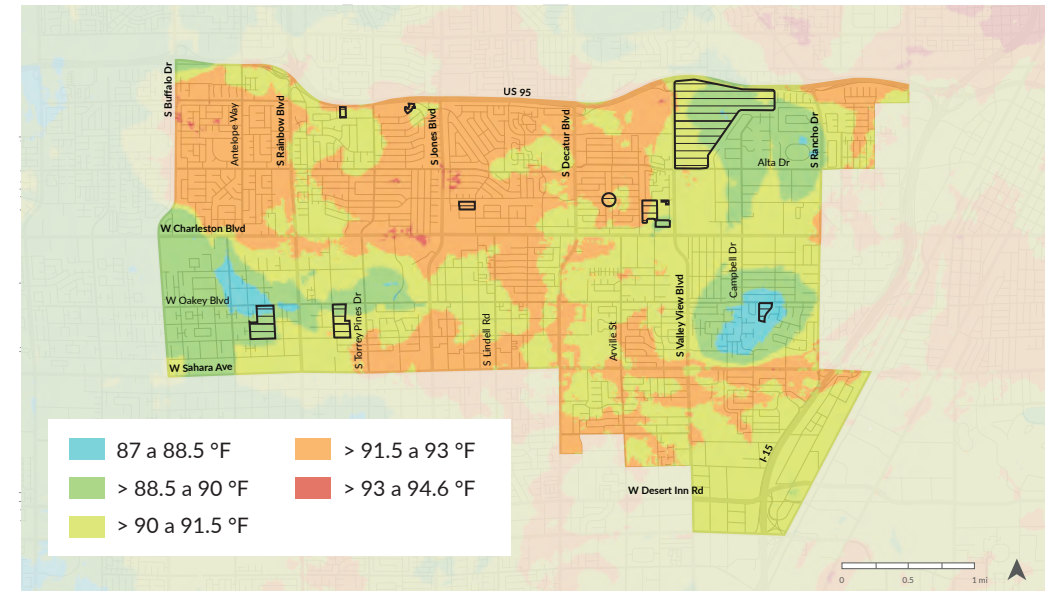 US 95
S Buffalo Dr
Antelope Way
S Rainbow Blvd
S Jones Blvd
S Decatur Blvd
S Rancho Dr
Alta Dr
W Charleston Blvd
W Oakey Blvd
S Torrey Pines Dr
S Lindell Rd
Arville St
S Valley View Blvd
Campbell Dr
W Sahara Ave
I-15
W Desert Inn Rd
87 a 88.5 °F
> 88.5 a 90 °F
> 90 a 91.5 °F
> 91.5 a 93 °F
> 93 a 94.6 °F
0 0.5 1 mi